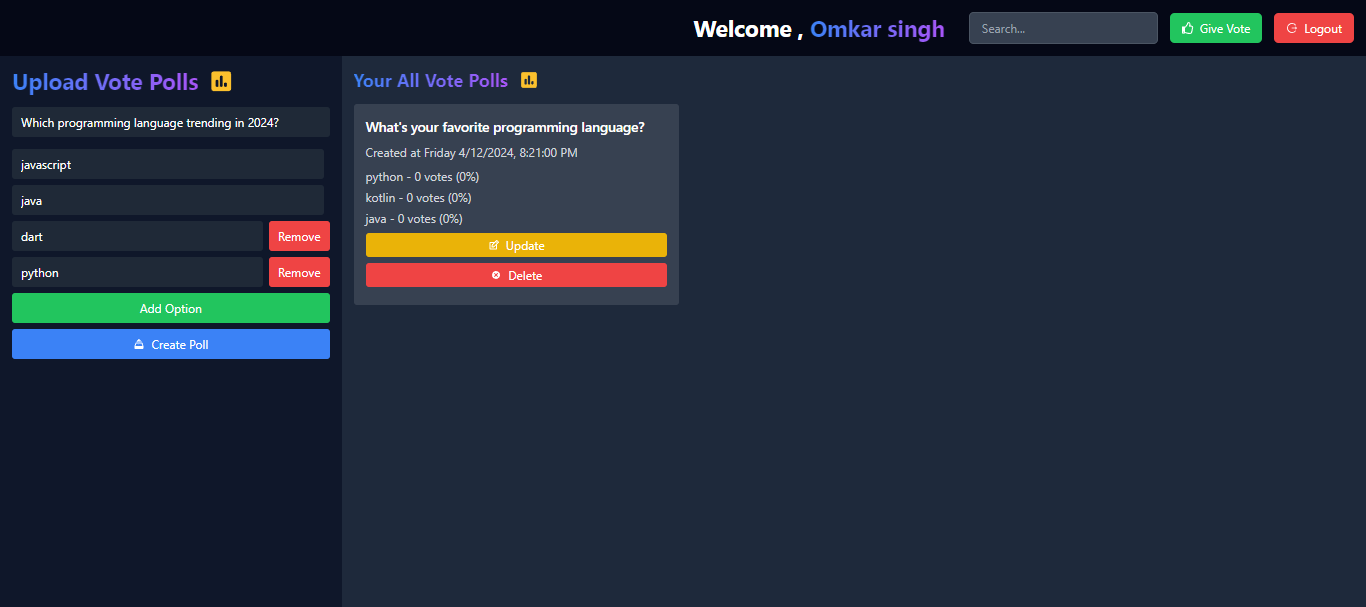 Welcome , Omkar singh
Search...
Give Vote
Logout
Upload Vote Polls
Which programming language trending in 2024?
javascript
java
dart
Remove
python
Remove
Add Option
Create Poll
Your All Vote Polls
What's your favorite programming language?
Created at Friday 4/12/2024, 8:21:00 PM
python - 0 votes (0%)
kotlin - 0 votes (0%)
java - 0 votes (0%)
Update
Delete